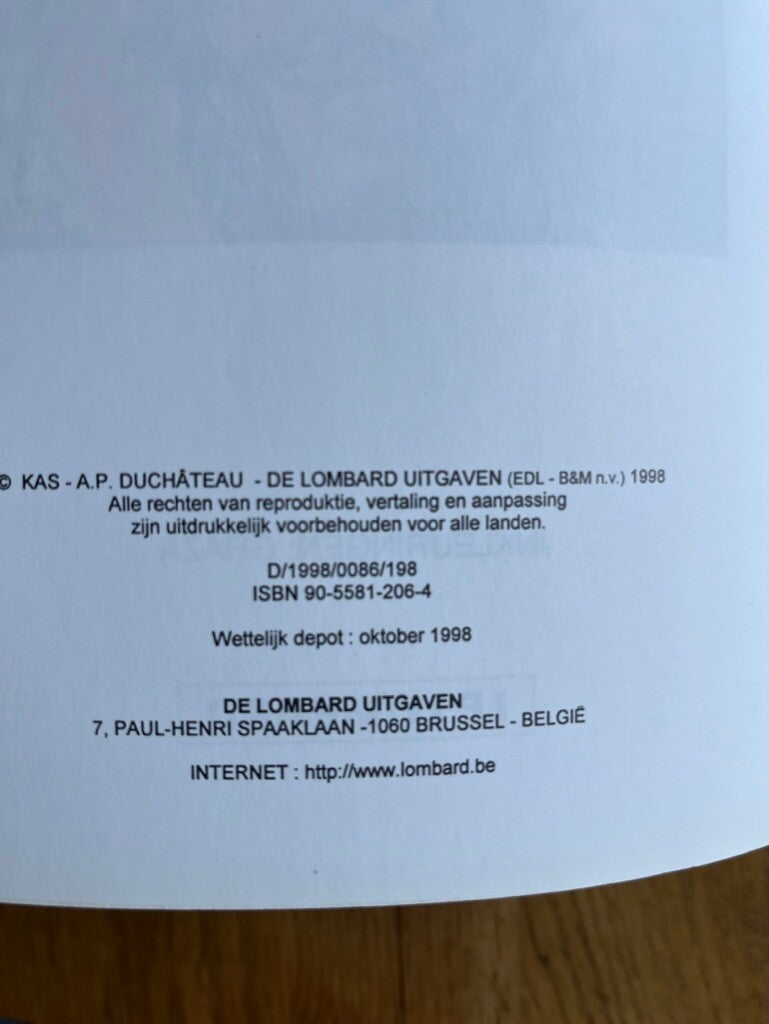 © KAS - A.P. DUCHÂTEAU - DE LOMBARD UITGAVEN (EDL - B&M n.v.) 1998
Alle rechten van reproduktie, vertaling en aanpassing
zijn uitdrukkelijk voorbehouden voor alle landen.
D/1998/0086/198
ISBN 90-5581-206-4
Wettelijk depot : oktober 1998
DE LOMBARD UITGAVEN
7, PAUL-HENRI SPAAKLAAN -1060 BRUSSEL - BELGIË
INTERNET : http://www.lombard.be